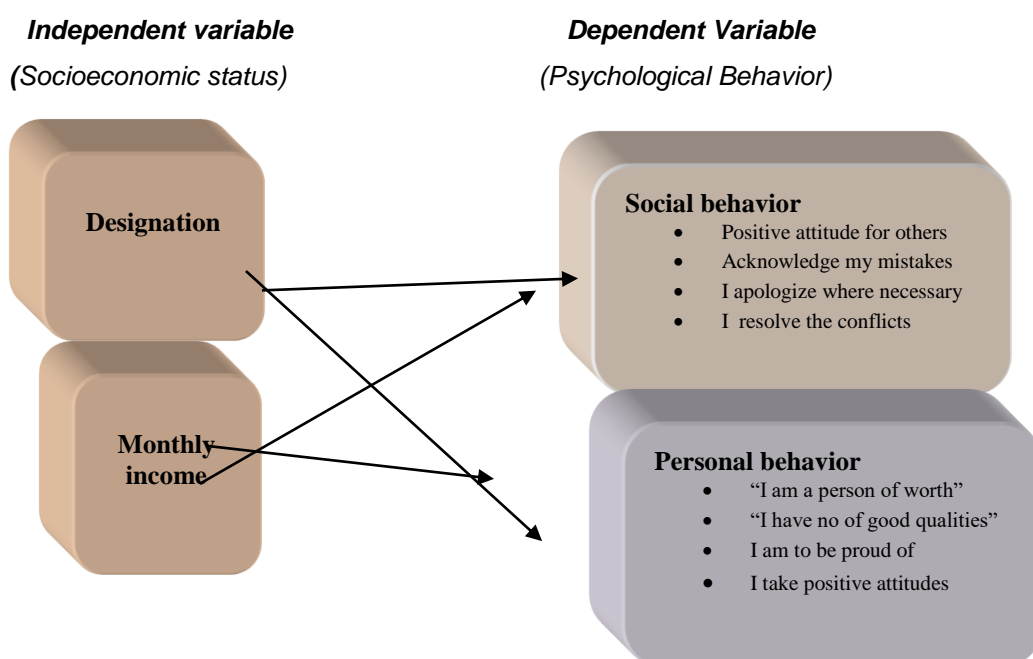 Independent variable
(Socioeconomic status)
Dependent Variable
(Psychological Behavior)
Designation
Monthly
income
Social behavior
• Positive attitude for others
• Acknowledge my mistakes
• I apologize where necessary
• I resolve the conflicts
Personal behavior
• “I am a person of worth”
• “I have no of good qualities”
• I am to be proud of
• I take positive attitudes